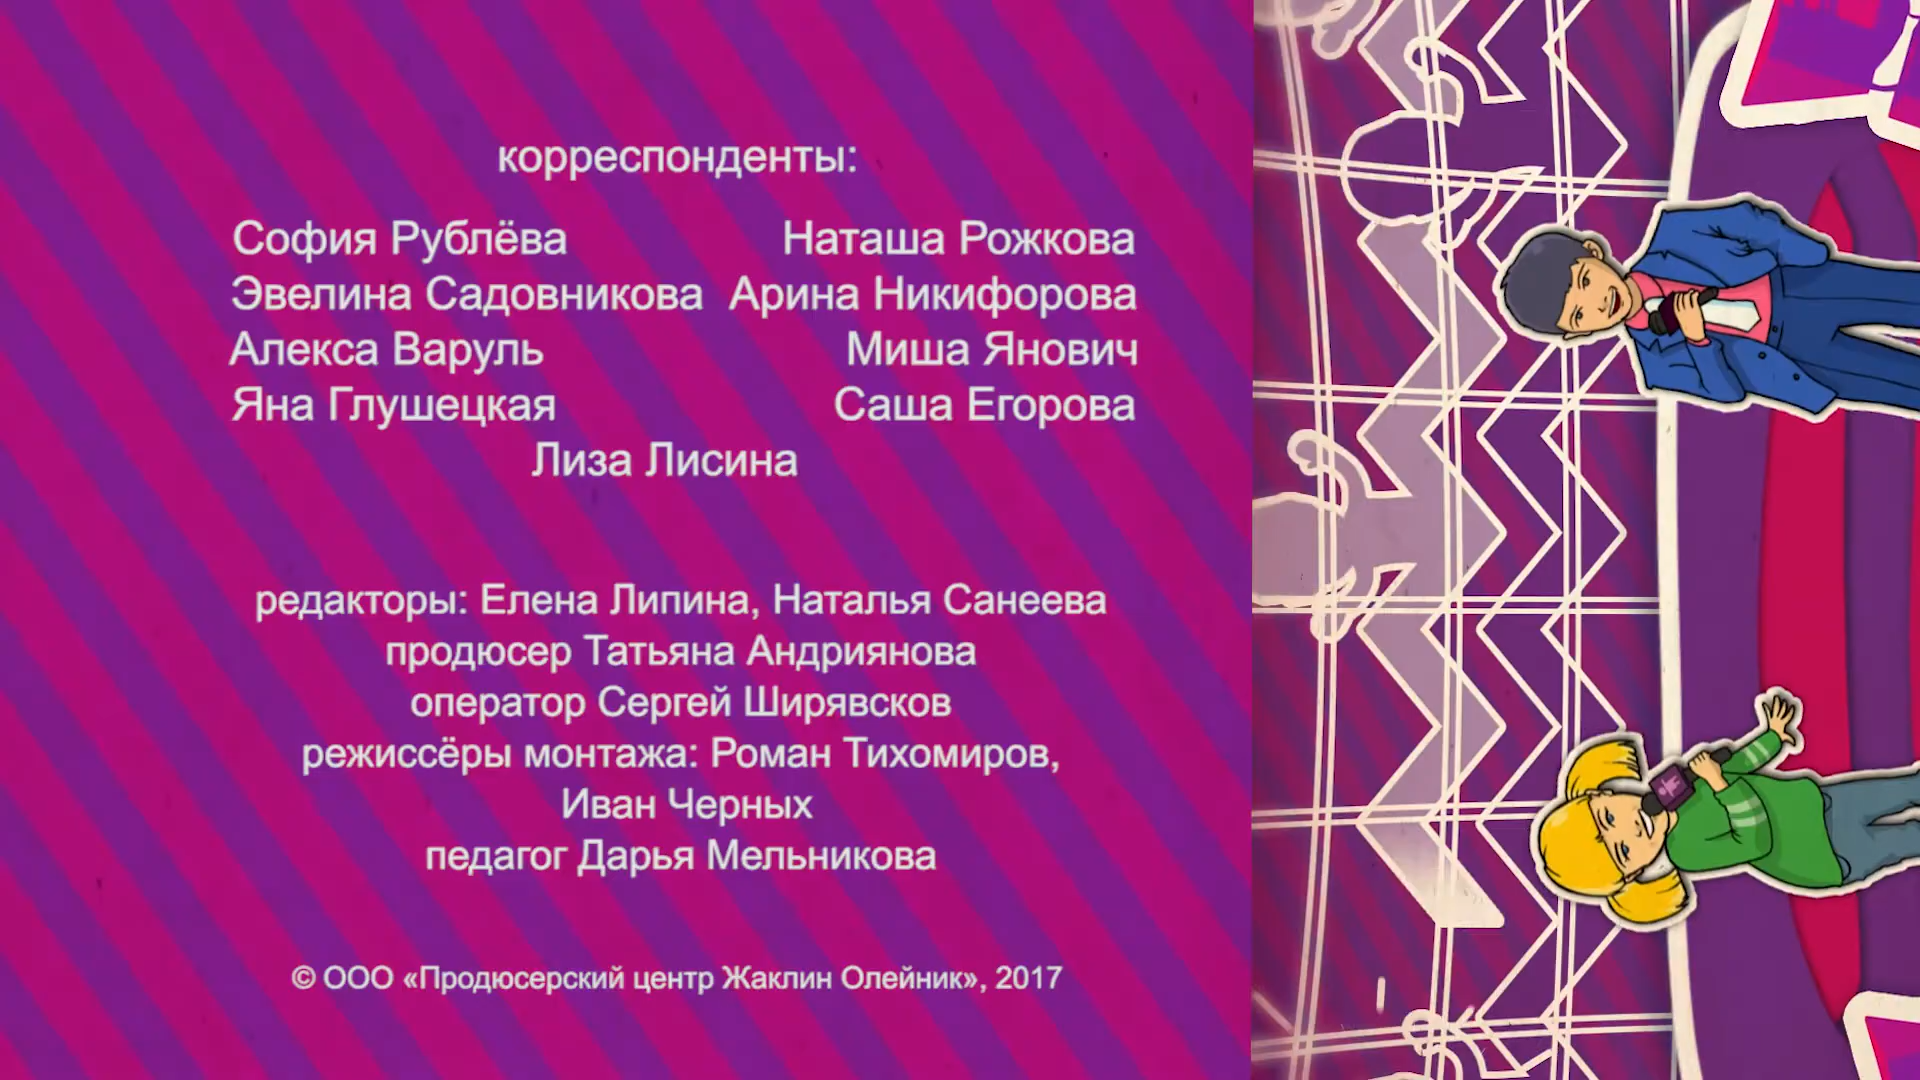 корреспонденты:
София Рублёва Наташа Рожкова
Эвелина Садовникова Арина Никифорова
Алекса Варуль Миша Янович
Яна Глушецкая Саша Егорова
Лиза Лисина
редакторы: Елена Липина, Наталья Санеева
продюсер Татьяна Андриянова
оператор Сергей Ширявсков
режиссёры монтажа: Роман Тихомиров,
Иван Черных
педагог Дарья Мельникова
© ООО «Продюсерский центр Жаклин Олейник», 2017